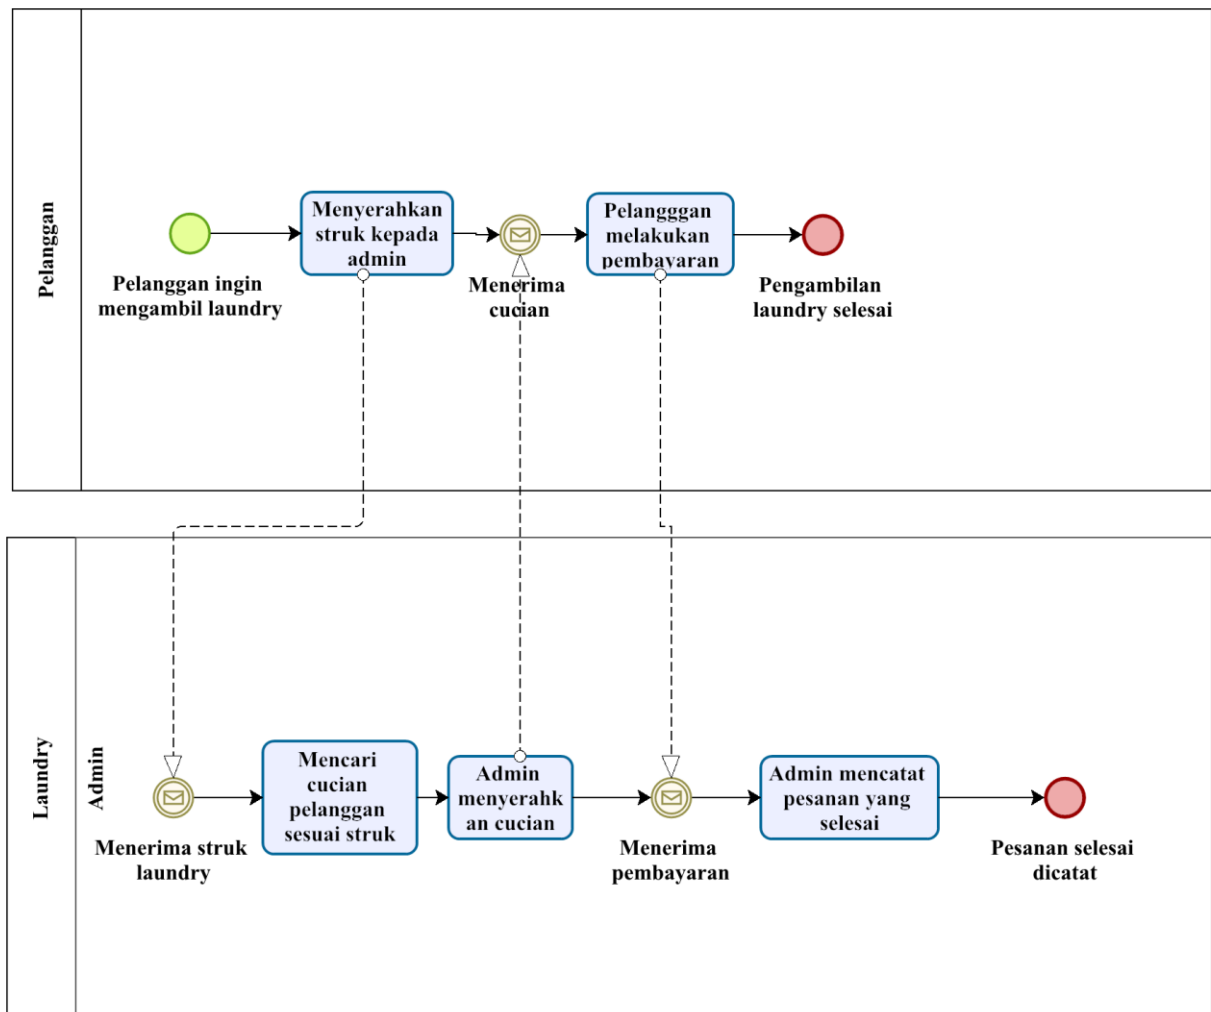 Pelanggan
Menyerahkan
struk kepada
admin
Pelangggan
melakukan
pembayaran
Pelanggan ingin
mengambil laundry
Menerima
cucian
Pengambilan
laundry selesai
Laundry
Admin
Mencari
cucian
pelanggan
sesuai struk
Admin
menyerahk
an cucian
Admin mencatat
pesanan yang
selesai
Menerima struk
laundry
Menerima
pembayaran
Pesanan selesai
dicatat